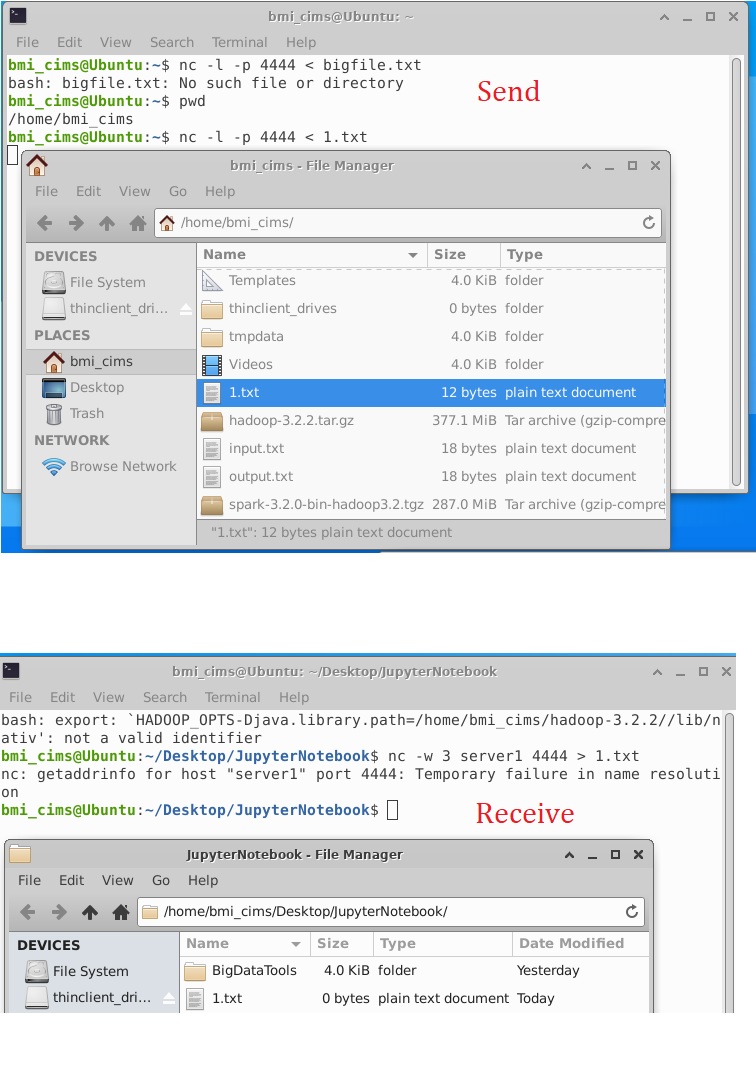 bmi_cims@Ubuntu: ~
File Edit View Search Terminal Help
bmi_cims@Ubuntu:~$ nc -l -p 4444 < bigfile.txt
bash: bigfile.txt: No such file or directory
Send
bmi_cims@Ubuntu:~$ pwd
/home/bmi_cims
bmi_cims@Ubuntu:~$ nc -l -p 4444 < 1.txt
bmi_cims - File Manager
File Edit View Go Help
/home/bmi_cims/
DEVICES
File System
thinclient_dri...
PLACES
bmi_cims
Desktop
Trash
NETWORK
Browse Network
Name Size Type
Templates 4.0 KiB folder
thinclient_drives 0 bytes folder
tmpdata 4.0 KiB folder
Videos 4.0 KiB folder
1.txt 12 bytes plain text document
hadoop-3.2.2.tar.gz 377.1 MiB Tar archive (gzip-compre
input.txt 18 bytes plain text document
output.txt 18 bytes plain text document
spark-3.2.0-bin-hadoop3.2.tgz 287.0 MiB Tar archive (gzip-compre
"1.txt": 12 bytes plain text document
bmi_cims@Ubuntu: ~/Desktop/JupyterNotebook
File Edit View Search Terminal Help
bash: export: `HADOOP_OPTS-Djava.library.path=/home/bmi_cims/hadoop-3.2.2//lib/n
ativ': not a valid identifier
bmi_cims@Ubuntu:~/Desktop/JupyterNotebook$ nc -w 3 server1 4444 > 1.txt
nc: getaddrinfo for host "server1" port 4444: Temporary failure in name resoluti
on
bmi_cims@Ubuntu:~/Desktop/JupyterNotebook$
Receive
JupyterNotebook - File Manager
File Edit View Go Help
/home/bmi_cims/Desktop/JupyterNotebook/
DEVICES
File System
thinclient_dri...
Name Size Type Date Modified
BigDataTools 4.0 KiB folder Yesterday
1.txt 0 bytes plain text document Today